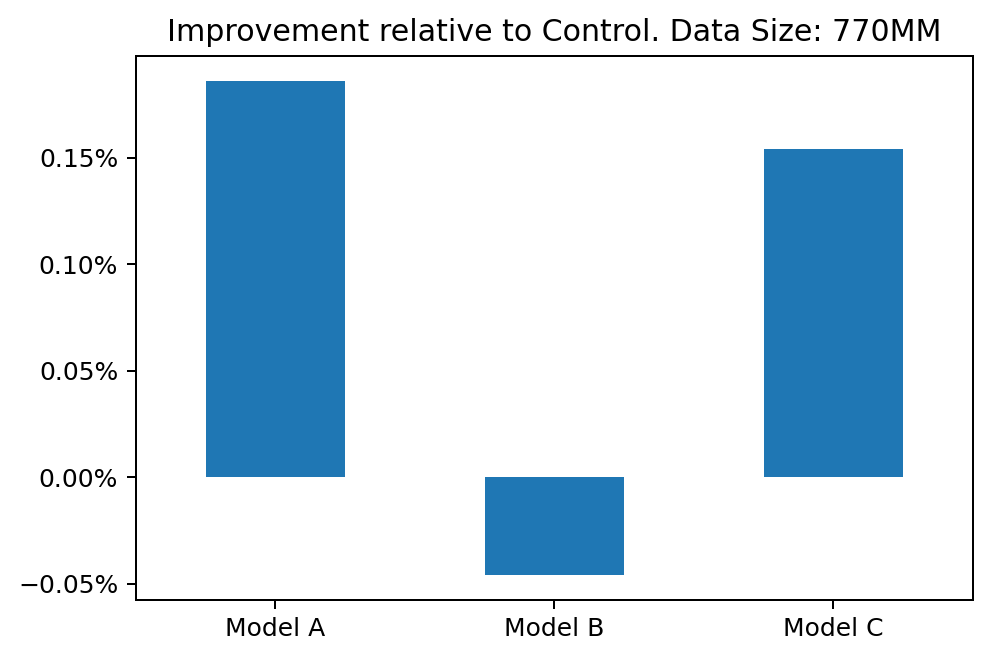 Improvement relative to Control. Data Size: 770MM
0.15%
0.10%
0.05%
0.00%
−0.05%
Model A Model B Model C